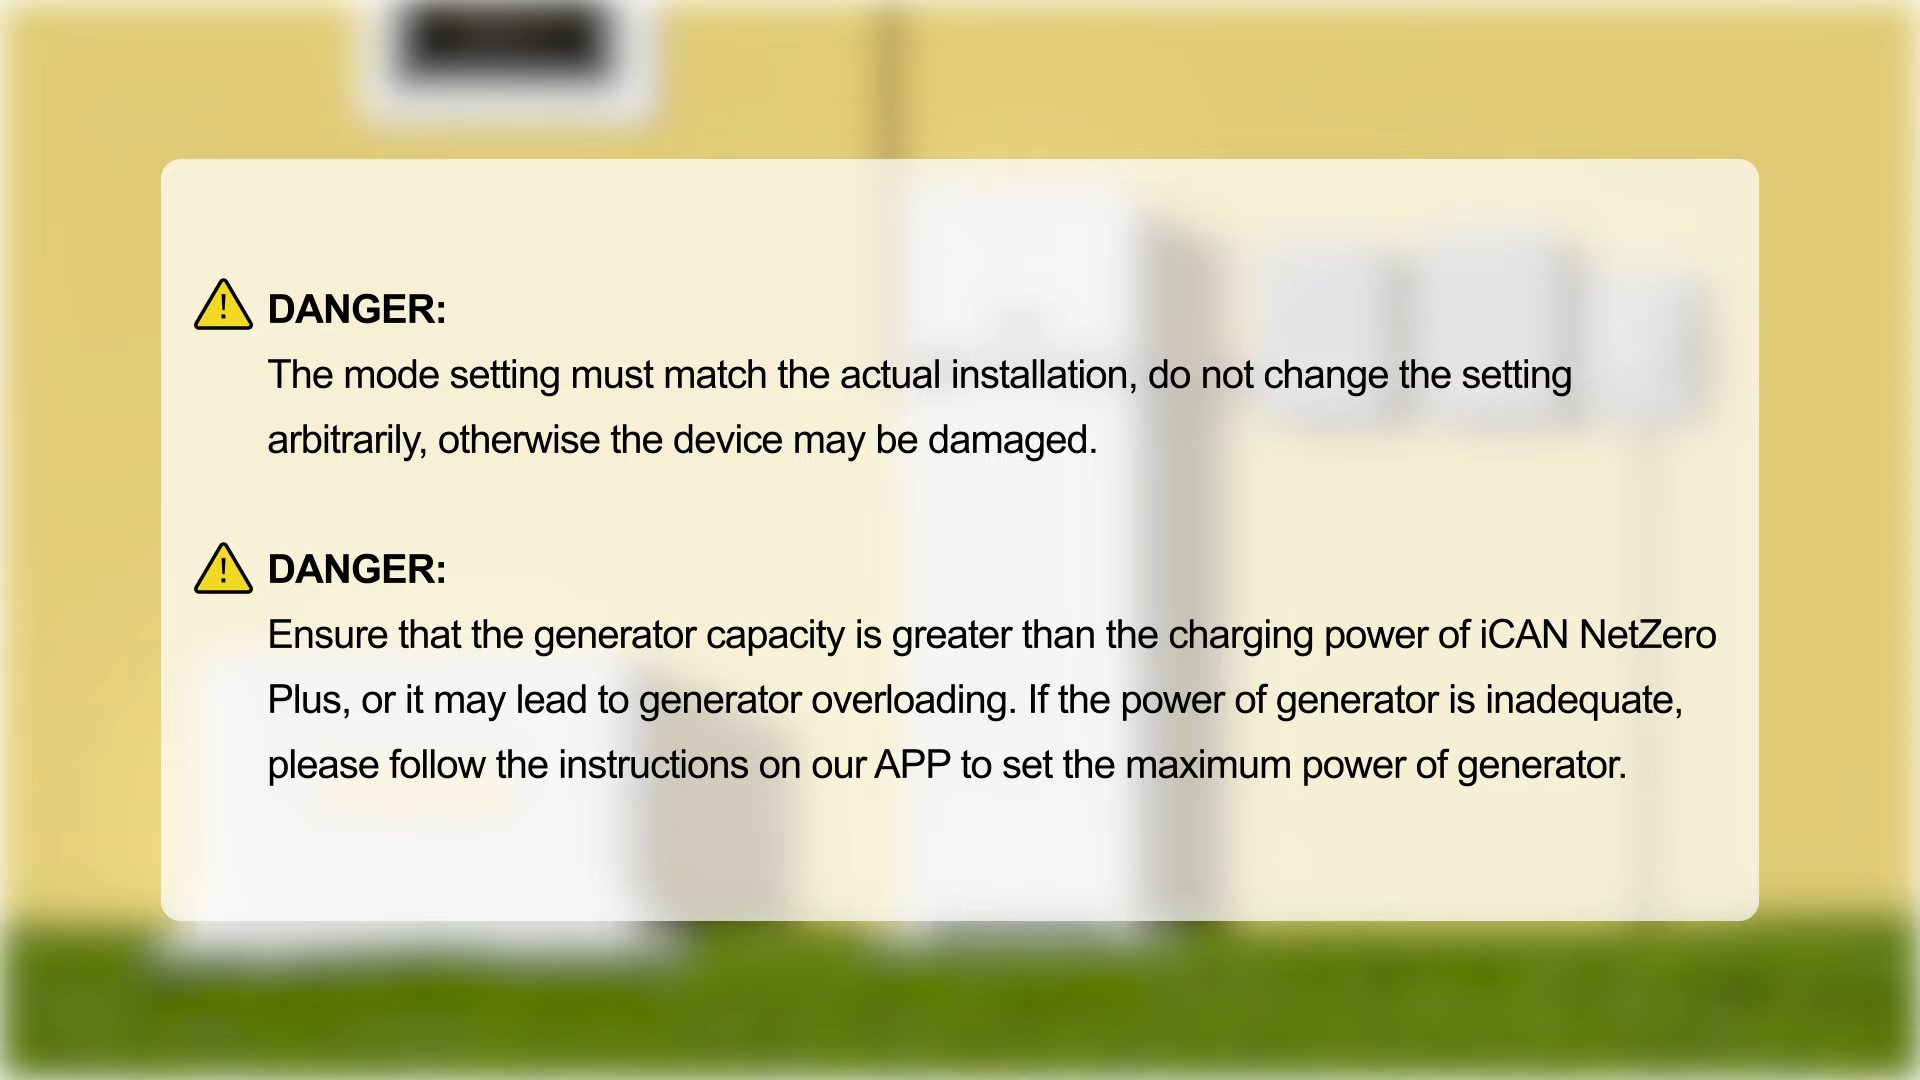 DANGER:
The mode setting must match the actual installation, do not change the setting
arbitrarily, otherwise the device may be damaged.
DANGER:
Ensure that the generator capacity is greater than the charging power of iCAN NetZero
Plus, or it may lead to generator overloading. If the power of generator is inadequate,
please follow the instructions on our APP to set the maximum power of generator.